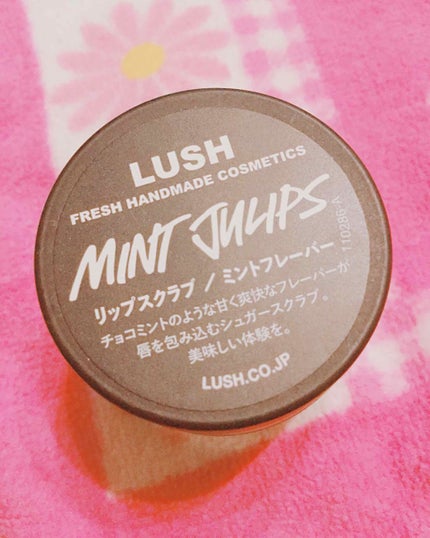 LUSH
FRESH HANDMADE COSMETICS
MINT JULIPS
リップスクラブ / ミントフレーバー
チョコミントのような甘く爽快なフレーバーが
唇を包み込むシュガースクラブ。
美味しい体験を。
LUSH.CO.JP
110286-A